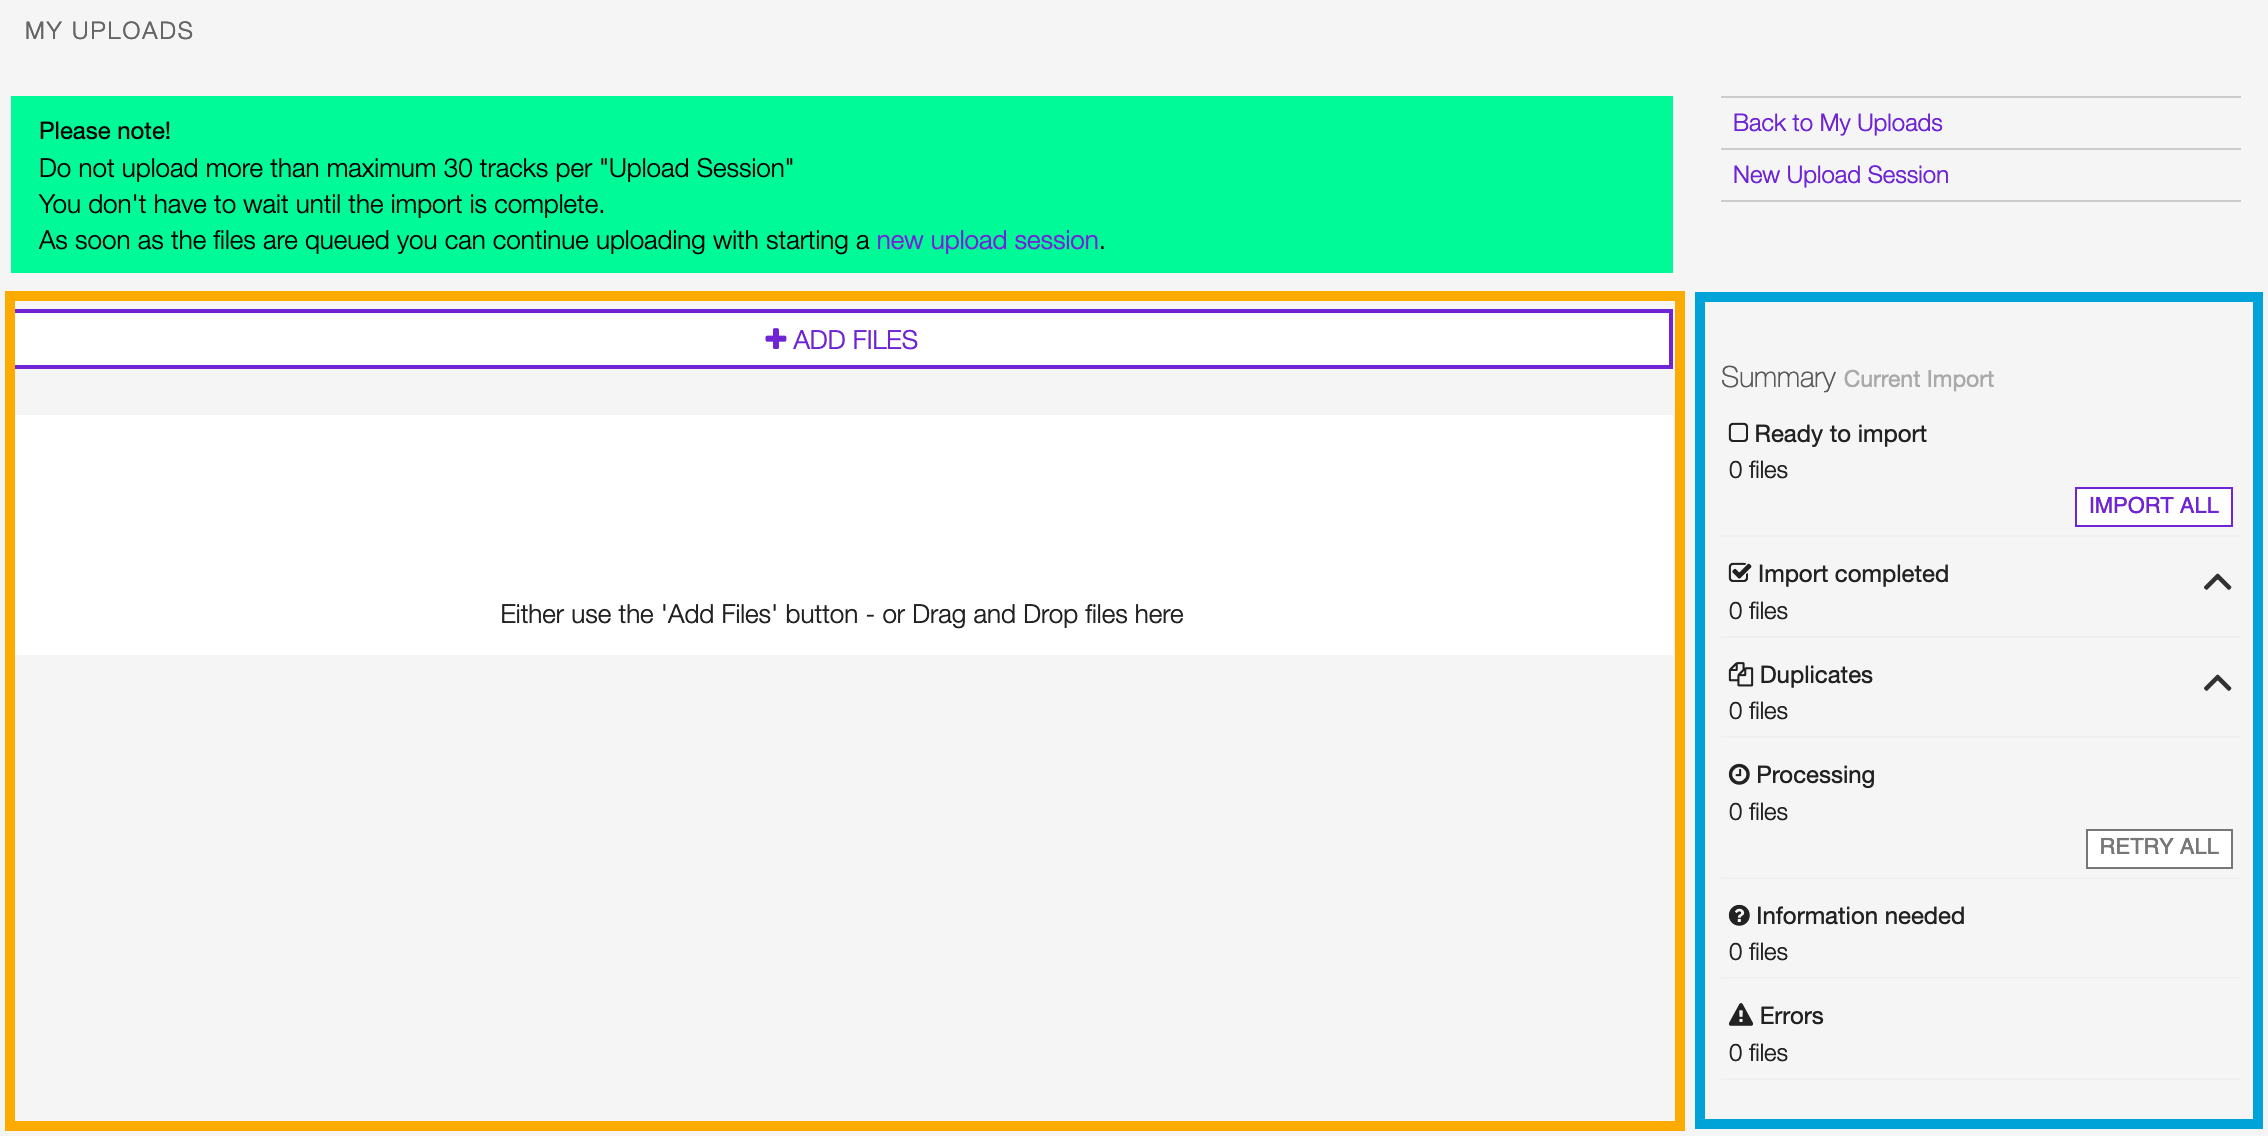 MY UPLOADS
Please note!
Do not upload more than maximum 30 tracks per "Upload Session"
You don't have to wait until the import is complete.
As soon as the files are queued you can continue uploading with starting a new upload session.
Back to My Uploads
New Upload Session
ADD FILES
Either use the 'Add Files' button - or Drag and Drop files here
Summary Current Import
Ready to import
0 files
IMPORT ALL
Import completed
0 files
Duplicates
0 files
Processing
0 files
RETRY ALL
Information needed
0 files
Errors
0 files